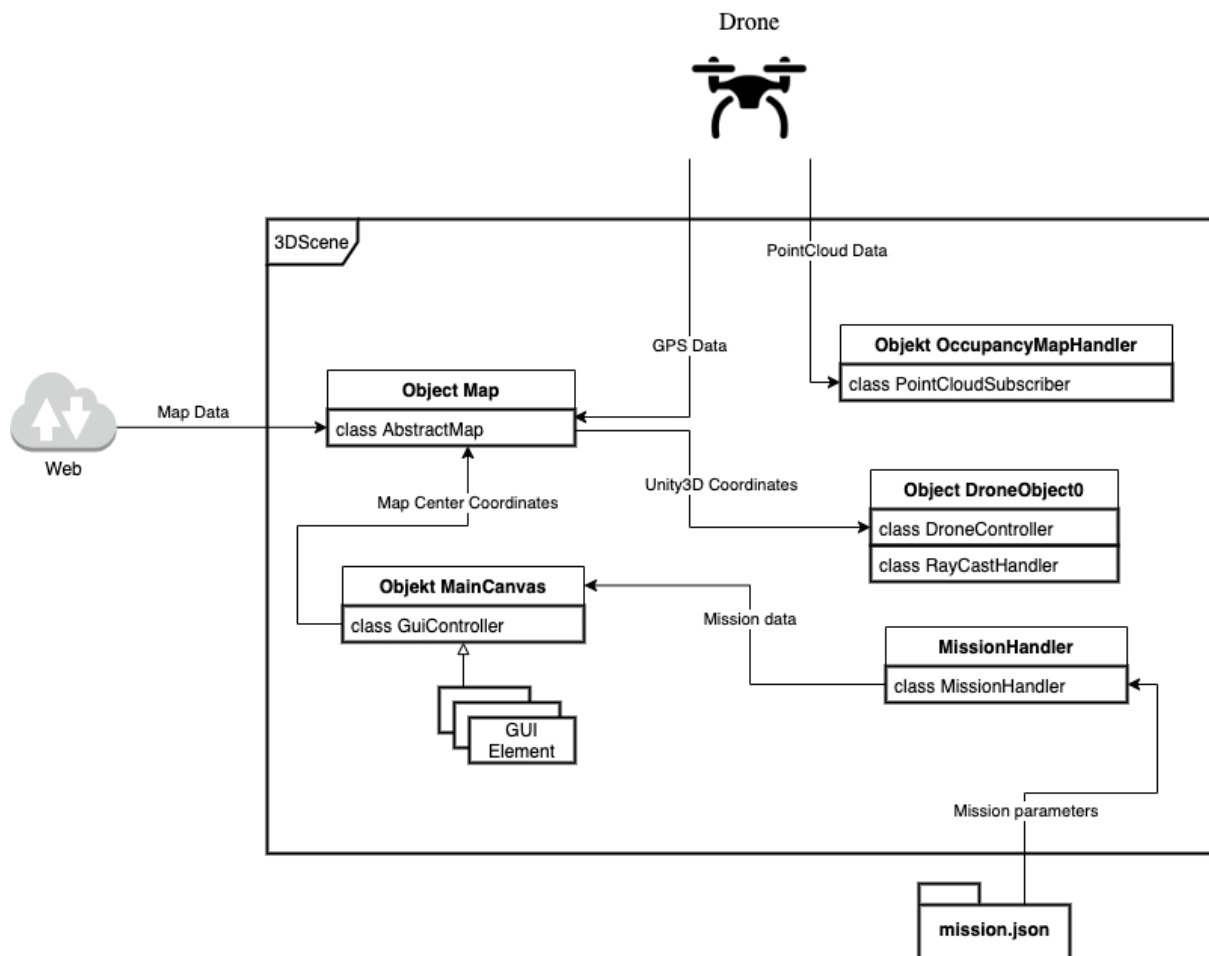 Drone
3DScene
PointCloud Data
GPS Data
Objekt OccupancyMapHandler
class PointCloudSubscriber
Object Map
class AbstractMap
Map Data
Web
Map Center Coordinates
Unity3D Coordinates
Object DroneObject0
class DroneController
class RayCastHandler
Objekt MainCanvas
class GuiController
Mission data
MissionHandler
class MissionHandler
GUI
Element
Mission parameters
mission.json